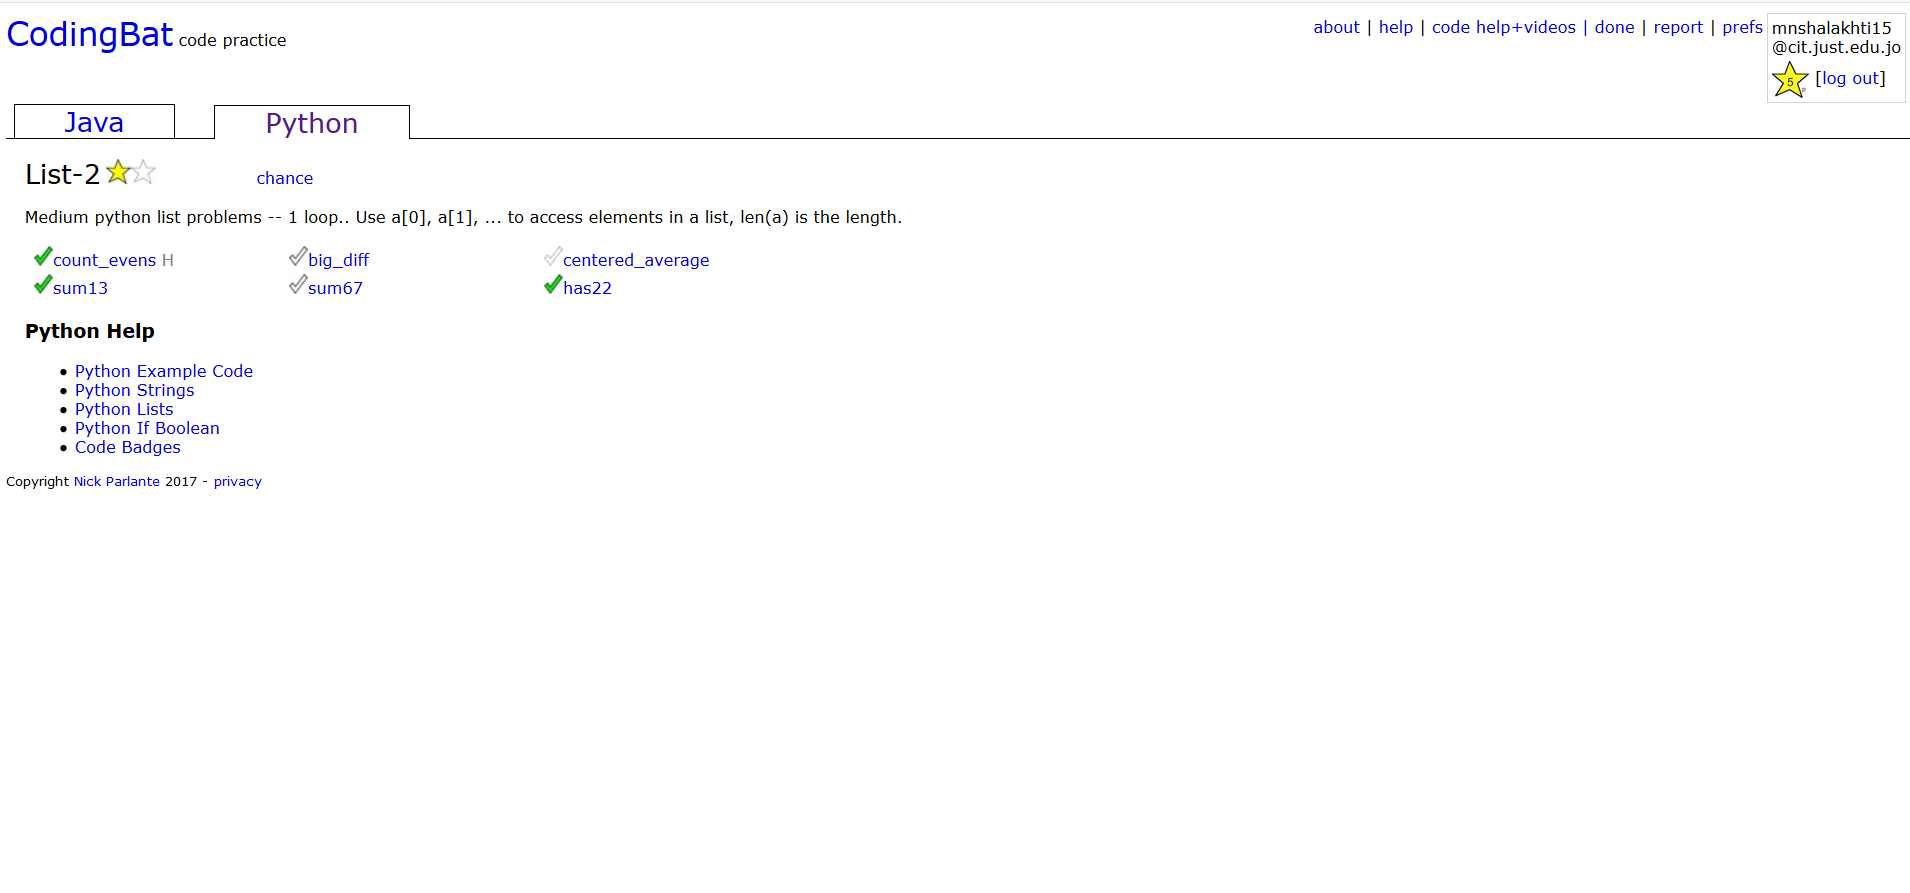 CodingBat code practice
about | help | code help+videos | done | report | prefs
mnshalakhti15
@cit.just.edu.jo
5 [log out]
Java
Python
List-2
chance
Medium python list problems -- 1 loop.. Use a[0], a[1], ... to access elements in a list, len(a) is the length.
count_evens H
big_diff
centered_average
sum13
sum67
has22
Python Help
• Python Example Code
• Python Strings
• Python Lists
• Python If Boolean
• Code Badges
Copyright Nick Parlante 2017 - privacy